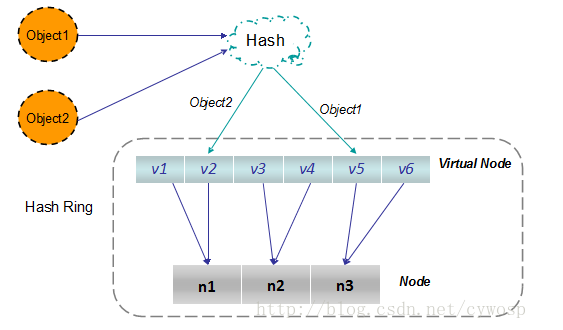 Object1
Hash
Object2
Object2
Object1
v1 v2 v3 v4 v5 v6
Virtual Node
Hash Ring
n1 n2 n3
Node
http://blog.csdn.net/cywosp